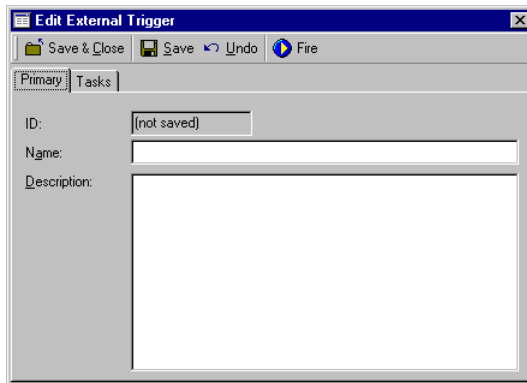 Edit External Trigger
Save & Close Save Undo Fire
Primary Tasks
ID: (not saved)
Name:
Description: